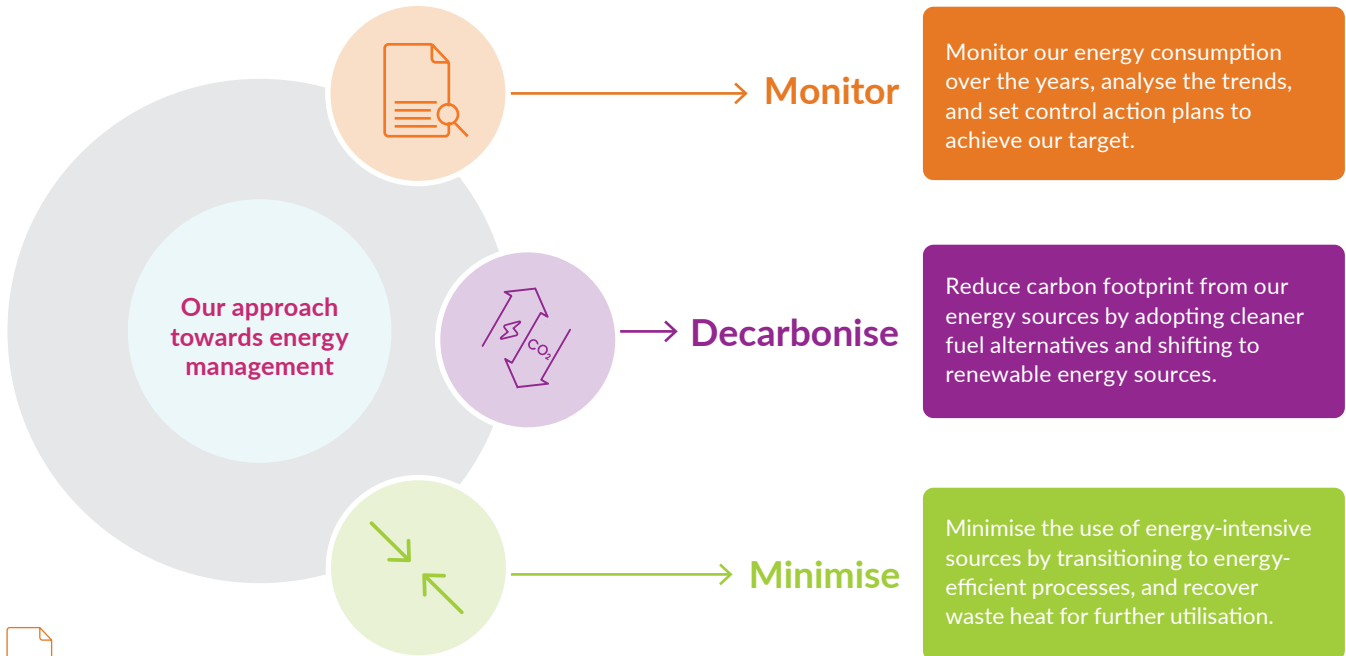 Our approach
towards energy
management
Monitor
Monitor our energy consumption
over the years, analyse the trends,
and set control action plans to
achieve our target.
CO₂
Decarbonise
Reduce carbon footprint from our
energy sources by adopting cleaner
fuel alternatives and shifting to
renewable energy sources.
Minimise
Minimise the use of energy-intensive
sources by transitioning to energy-
efficient processes, and recover
waste heat for further utilisation.